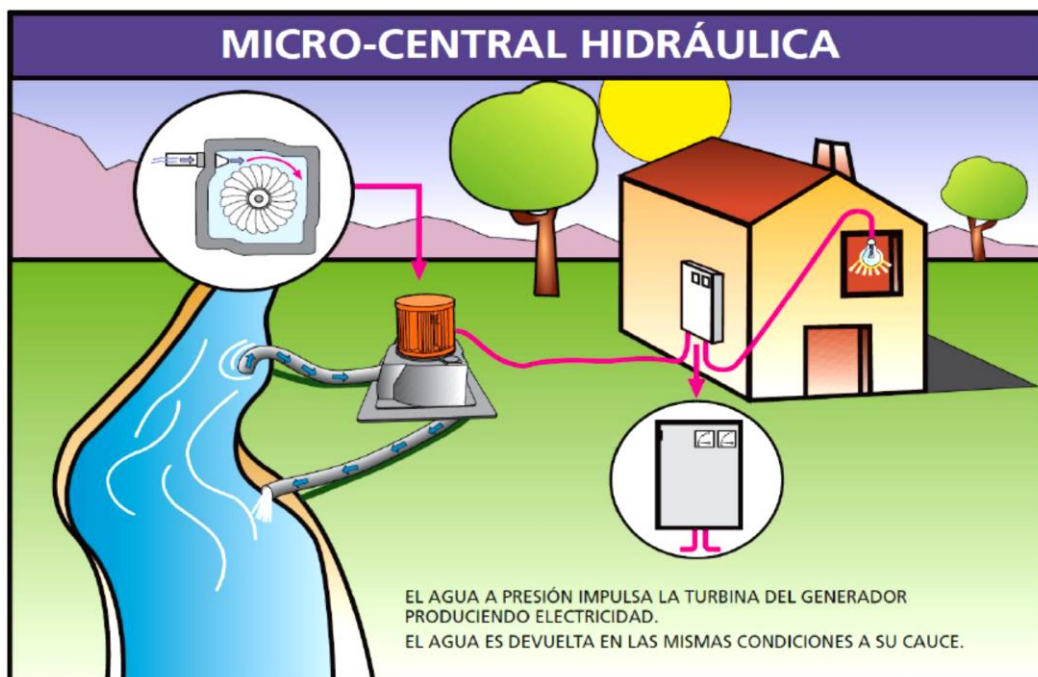 MICRO-CENTRAL HIDRÁULICA
EL AGUA A PRESIÓN IMPULSA LA TURBINA DEL GENERADOR
PRODUCIENDO ELECTRICIDAD.
EL AGUA ES DEVUELTA EN LAS MISMAS CONDICIONES A SU CAUCE.